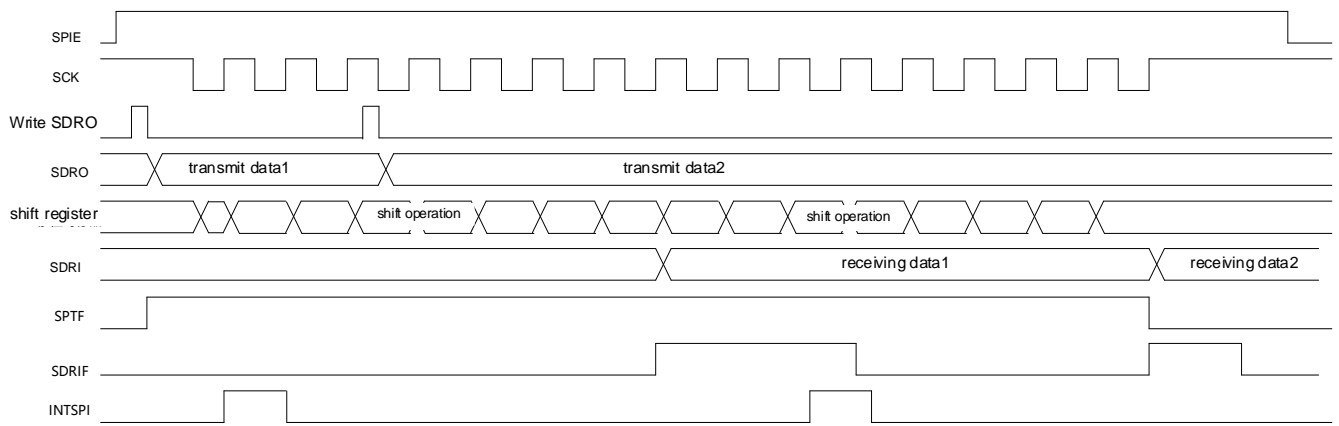 SPIE
SCK
Write SDRO
SDRO
transmit data1
transmit data2
shift register
shift operation
shift operation
SDRI
receiving data1
receiving data2
SPTF
SDRIF
INTSPI